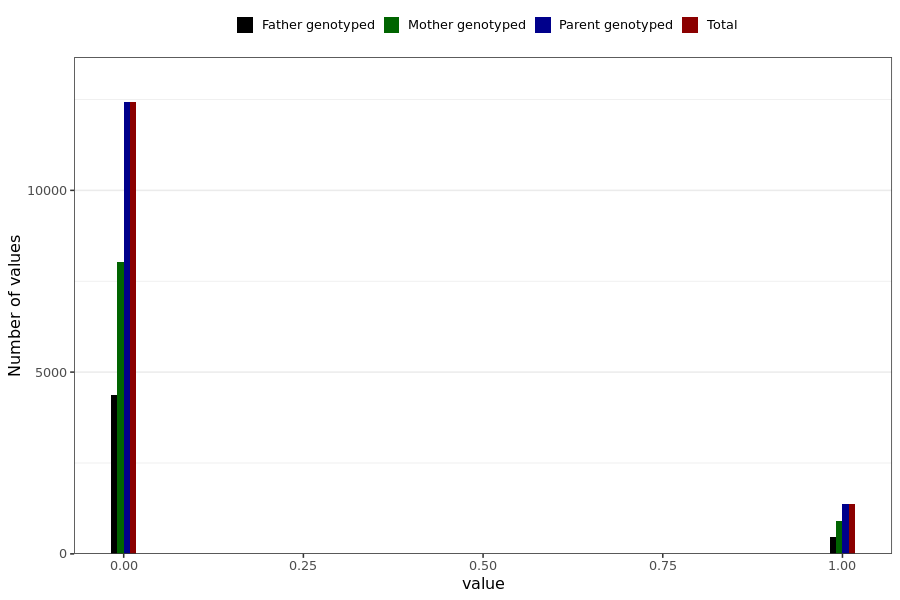 Father genotyped Mother genotyped Parent genotyped Total
Number of values
10000
5000
0
0.00 0.25 0.50 0.75 1.00
value